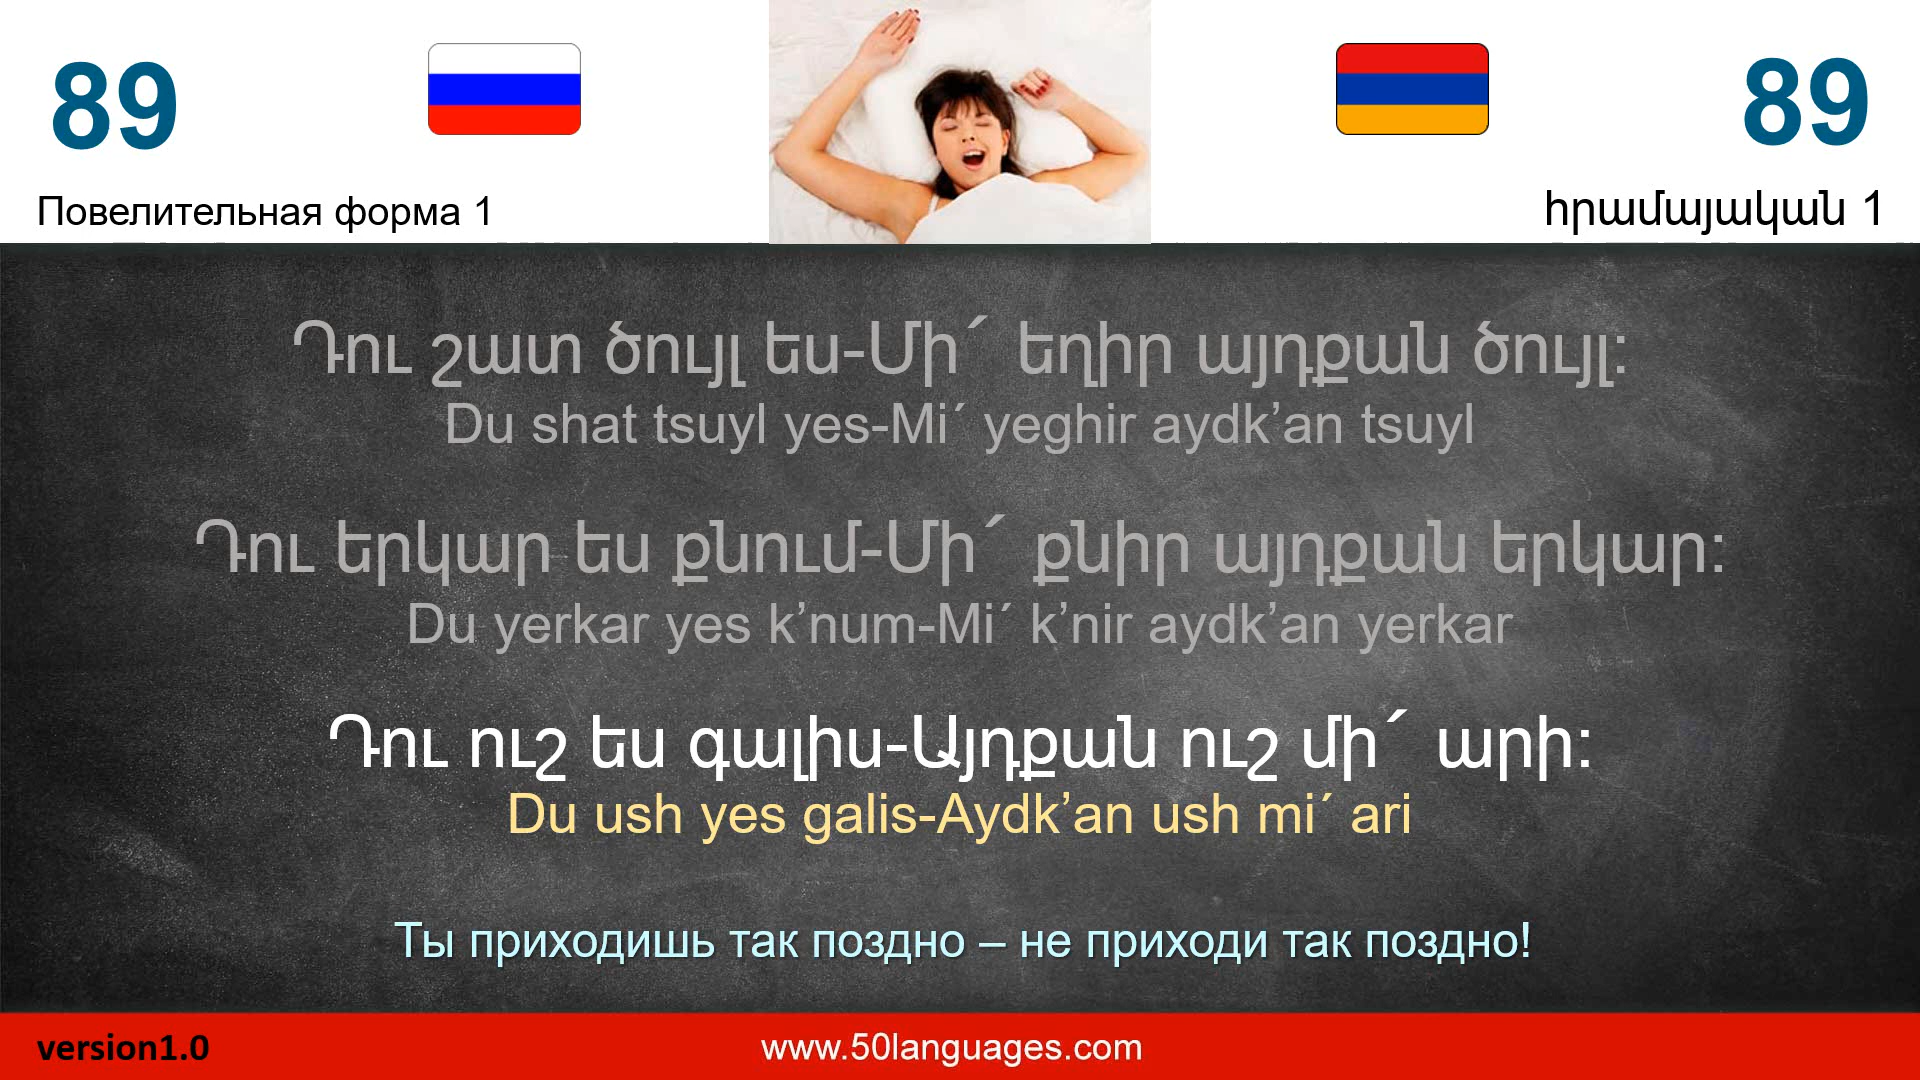 89
89
Повелительная форма 1
հրամայական 1
Դու շատ ծույլ ես-Մի´ եղիր այդքան ծույլ:
Du shat tsuyl yes-Mi´ yeghir aydk’an tsuyl
Դու երկար ես քնում-Մի´ քնիր այդքան երկար:
Du yerkar yes k’num-Mi´ k’nir aydk’an yerkar
Դու ուշ ես գալիս-Այդքան ուշ մի´ արի:
Du ush yes galis-Aydk’an ush mi´ ari
Ты приходишь так поздно – не приходи так поздно!
version1.0
www.50languages.com